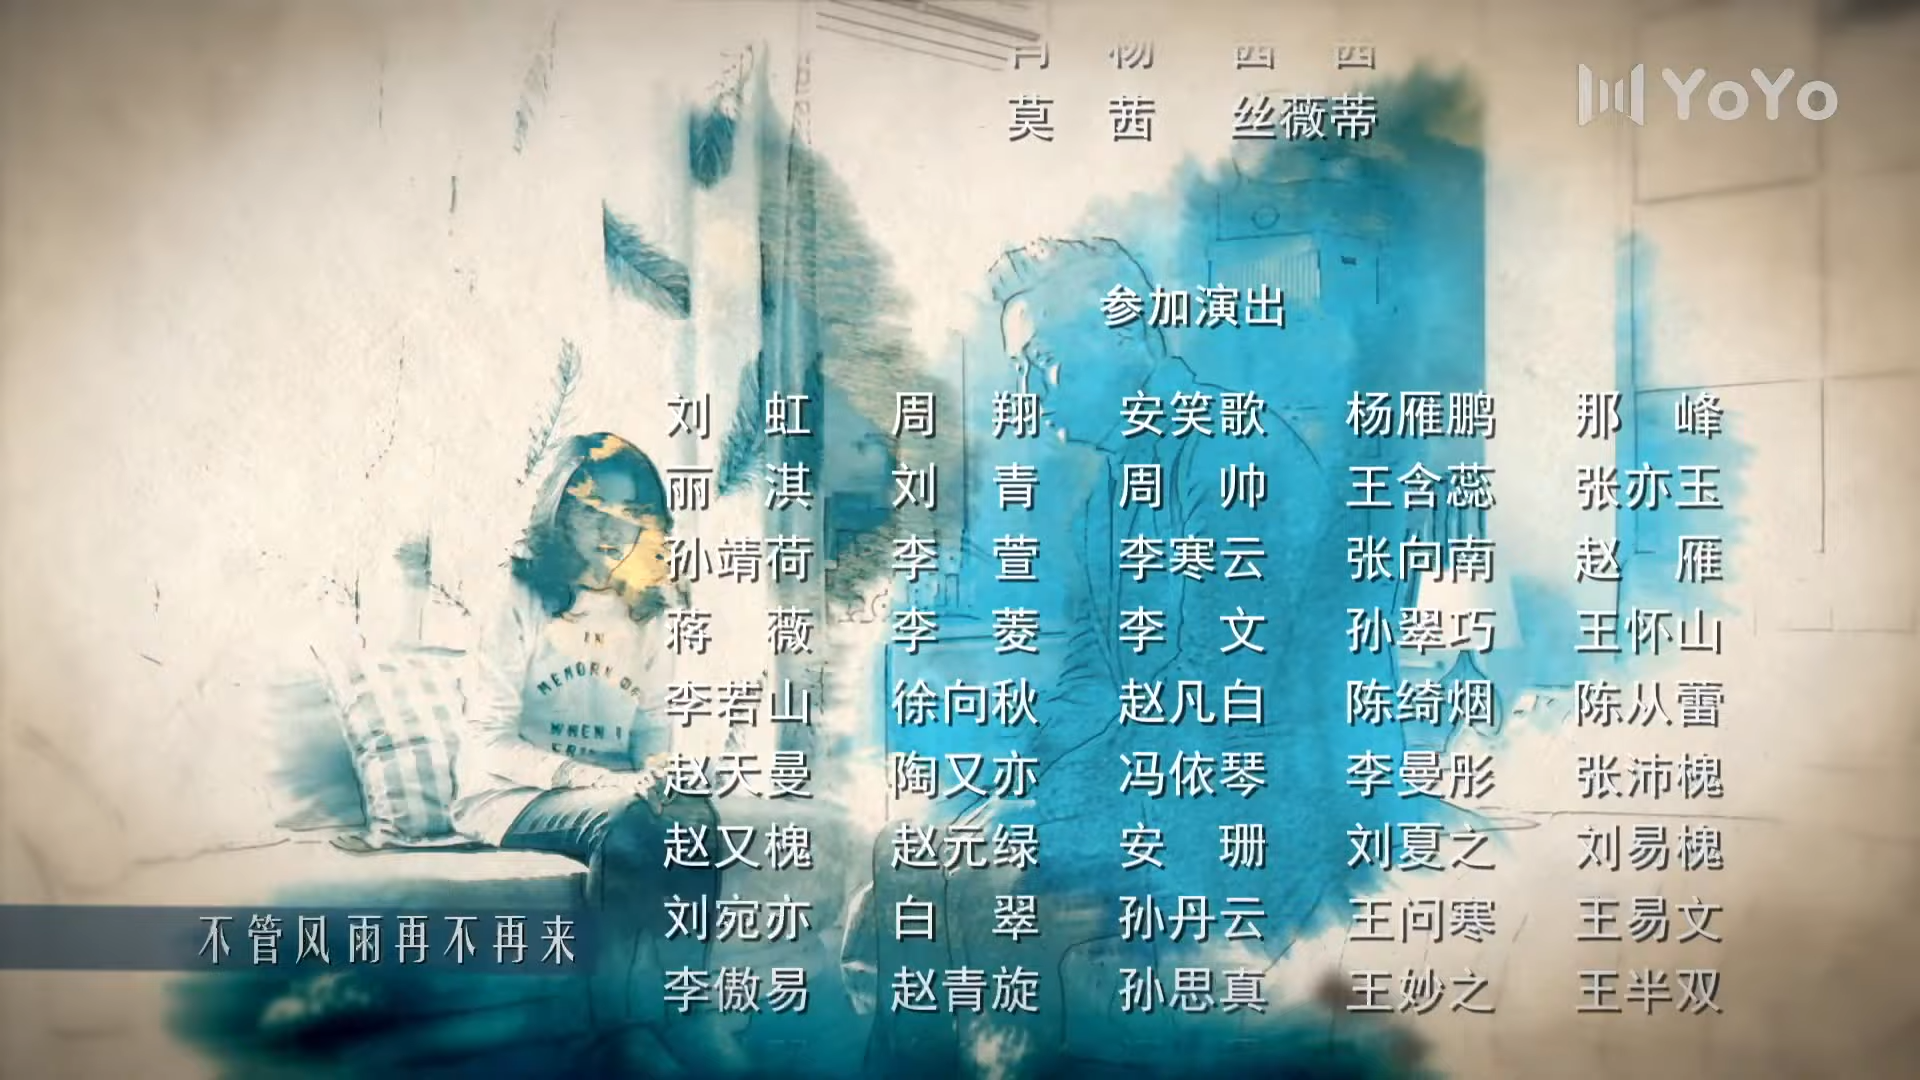 莫 茜 丝薇蒂
YoYo
参加演出
刘 虹 周 翔 安笑歌 杨雁鹏 那 峰
丽 淇 刘 青 周 帅 王含蕊 张亦玉
孙靖荷 李 萱 李寒云 张向南 赵 雁
蒋 薇 李 菱 李 文 孙翠巧 王怀山
李若山 徐向秋 赵凡白 陈绮烟 陈从蕾
赵天曼 陶又亦 冯依琴 李曼彤 张沛槐
赵又槐 赵元绿 安 珊 刘夏之 刘易槐
刘宛亦 白 翠 孙丹云 王问寒 王易文
李傲易 赵青旋 孙思真 王妙之 王半双
IN
MEMORY OF
WHEN I
不管风雨再不再来